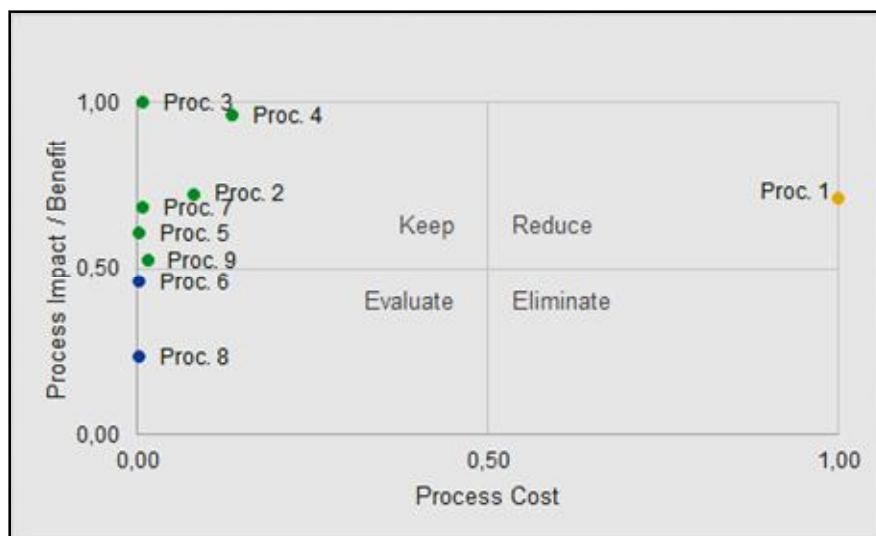 1,00
Proc. 3
Proc. 4
Proc. 2
Proc. 1
Proc. 7
Process Impact / Benefit
Keep
Reduce
Proc. 5
Proc. 9
0,50
Proc. 6
Evaluate
Eliminate
Proc. 8
0,00
0,00
0,50
1,00
Process Cost